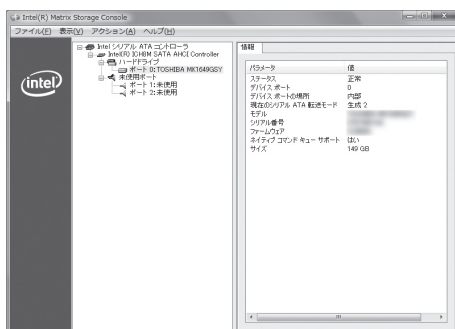 Intel(R) Matrix Storage Console
ファイル(F) 表示(V) アクション(A) ヘルプ(H)
intel
Intel シリアル ATA コントローラ
Intel(R) ICH8M SATA AHCI Controller
ハードドライブ
ポート 0: TOSHIBA MK1649GSY
未使用ポート
ポート 1: 未使用
ポート 2: 未使用
情報
パラメータ 値
ステータス 正常
デバイス ポート 0
デバイス ポートの場所 内部
現在のシリアル ATA 転送モード 生成 2
モデル
シリアル番号
ファームウェア
ネイティブ コマンド キュー サポート はい
サイズ 149 GB